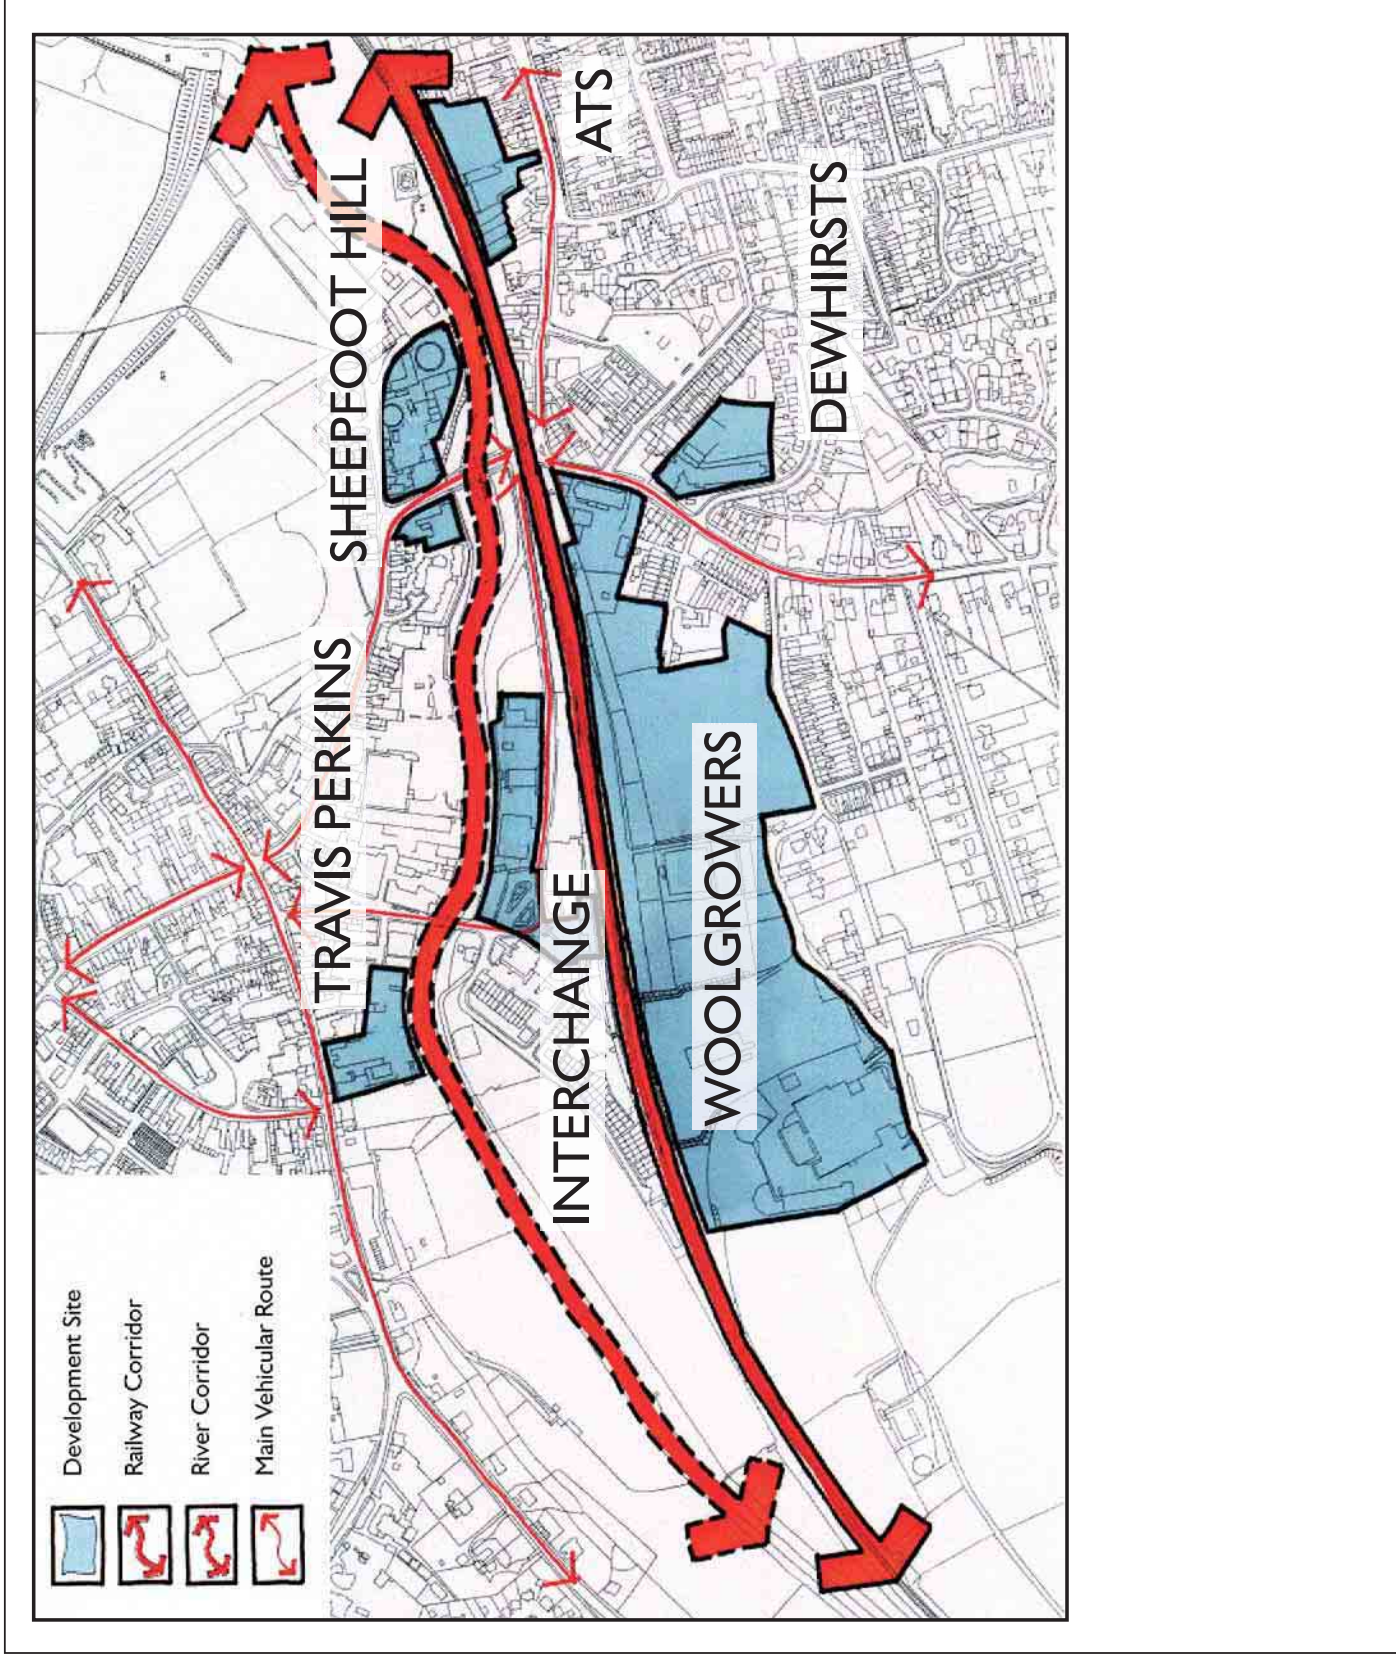 Development Site
Railway Corridor
River Corridor
Main Vehicular Route
TRAVIS PERKINS
SHEEPFOOT HILL
INTERCHANGE
ATS
WOOLGROWERS
DEWHIRSTS